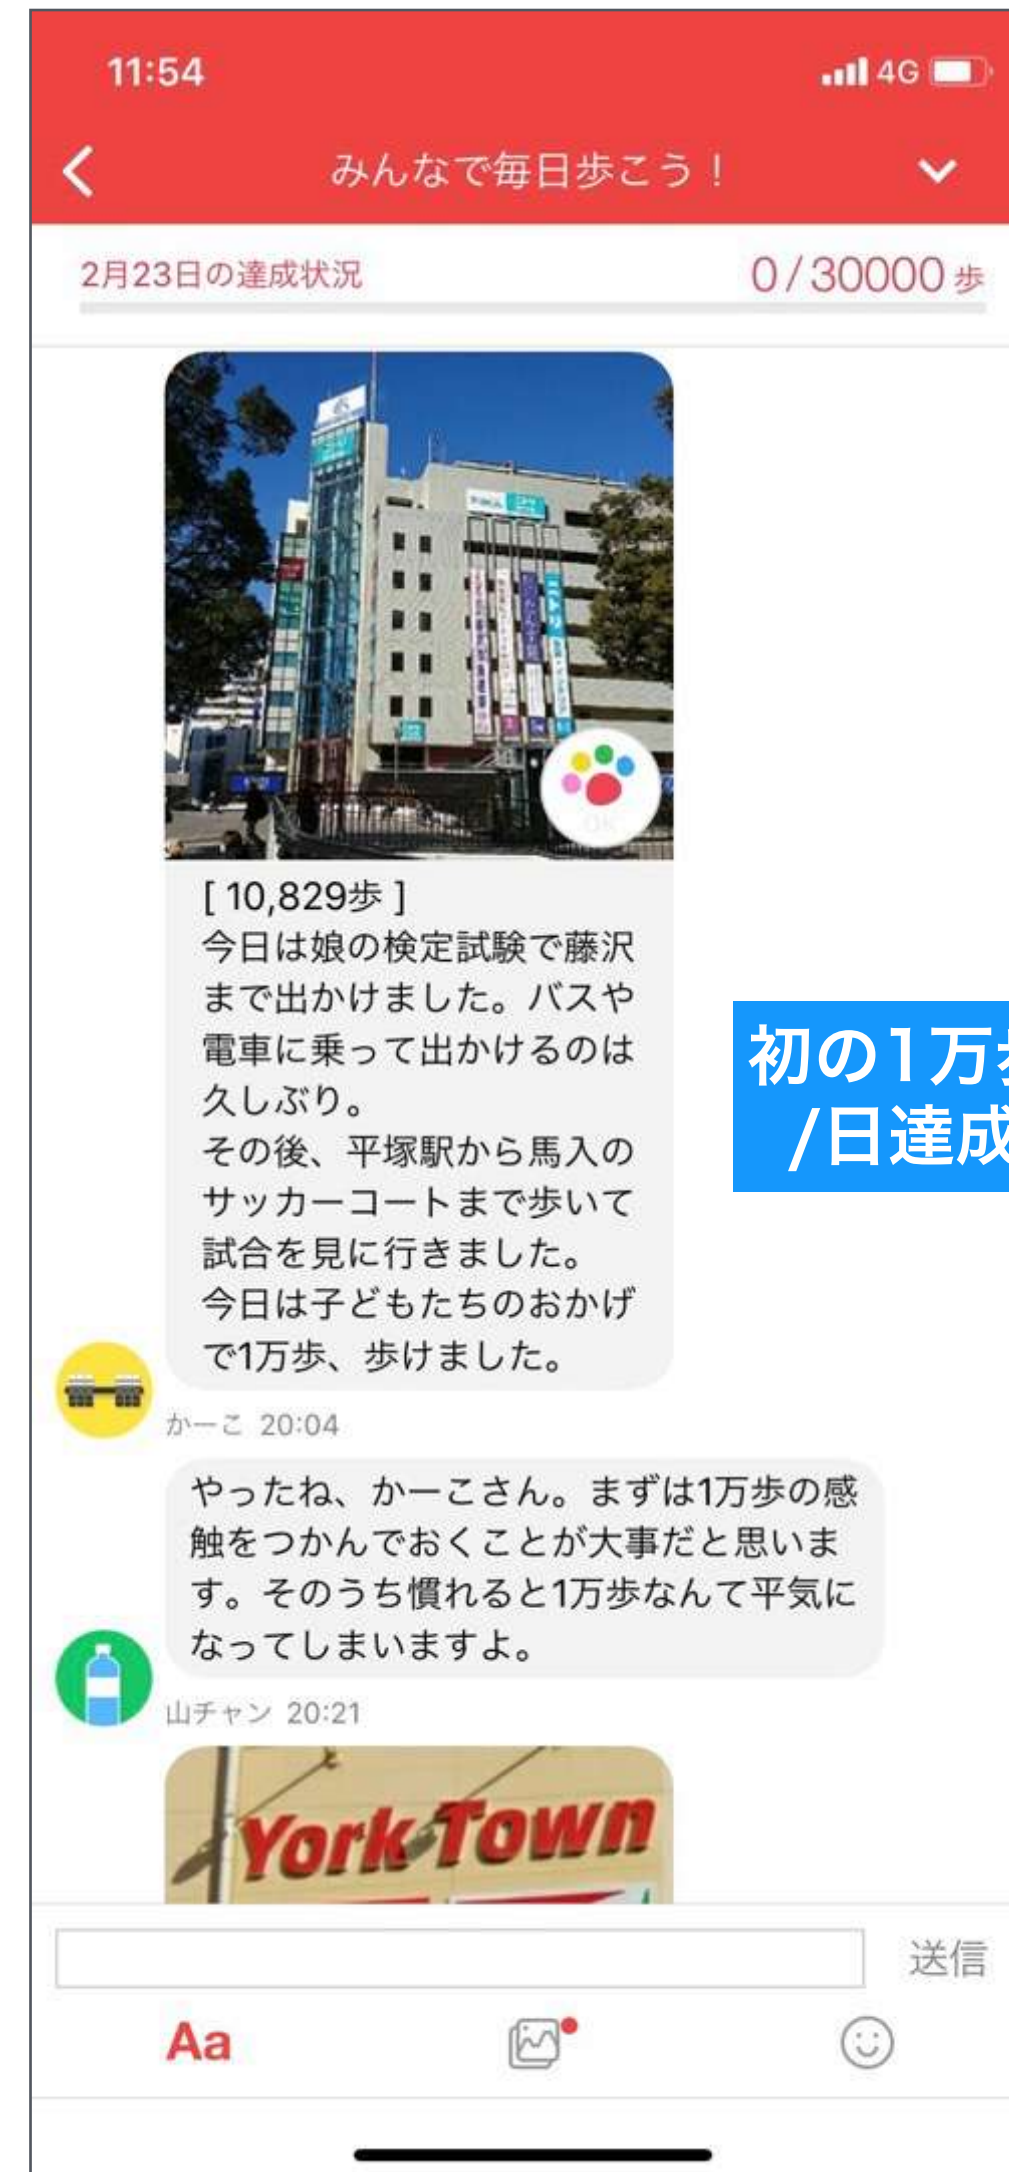 11:54
4G
みんなで毎日歩こう！
2月23日の達成状況
0/30000歩
ニトリ
[ 10,829歩 ]
今日は娘の検定試験で藤沢
まで出かけました。バスや
電車に乗って出かけるのは
久しぶり。
その後、平塚駅から馬入の
サッカーコートまで歩いて
試合を見に行きました。
今日は子どもたちのおかげ
で1万歩、歩けました。
かーこ 20:04
初の1万歩
/日達成
やったね、かーこさん。まずは1万歩の感
触をつかんでおくことが大事だと思いま
す。そのうち慣れると1万歩なんて平気に
なってしまいますよ。
山チャン 20:21
York Town
送信
Aa